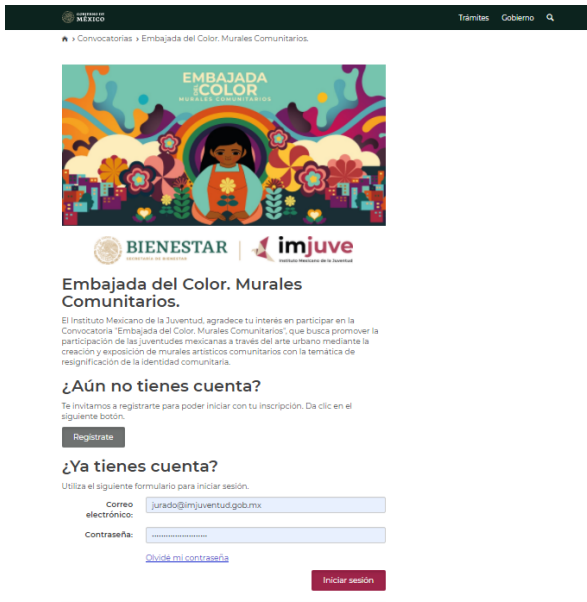 GOBIERNO DE
MÉXICO
Trámites Gobierno
> Convocatorias > Embajada del Color. Murales Comunitarios.
EMBAJADA
DEL COLOR
MURALES COMUNITARIOS
BIENESTAR
SECRETARÍA DE BIENESTAR
imjuve
Instituto Mexicano de la Juventud
Embajada del Color. Murales
Comunitarios.
El Instituto Mexicano de la Juventud, agradece tu interés en participar en la
Convocatoria "Embajada del Color. Murales Comunitarios", que busca promover la
participación de las juventudes mexicanas a través del arte urbano mediante la
creación y exposición de murales artísticos comunitarios con la temática de
resignificación de la identidad comunitaria.
¿Aún no tienes cuenta?
Te invitamos a registrarte para poder iniciar con tu inscripción. Da clic en el
siguiente botón.
Regístrate
¿Ya tienes cuenta?
Utiliza el siguiente formulario para iniciar sesión.
Correo
electrónico:
jurado@imjuventud.gob.mx
Contraseña:
Olvidé mi contraseña
Iniciar sesión